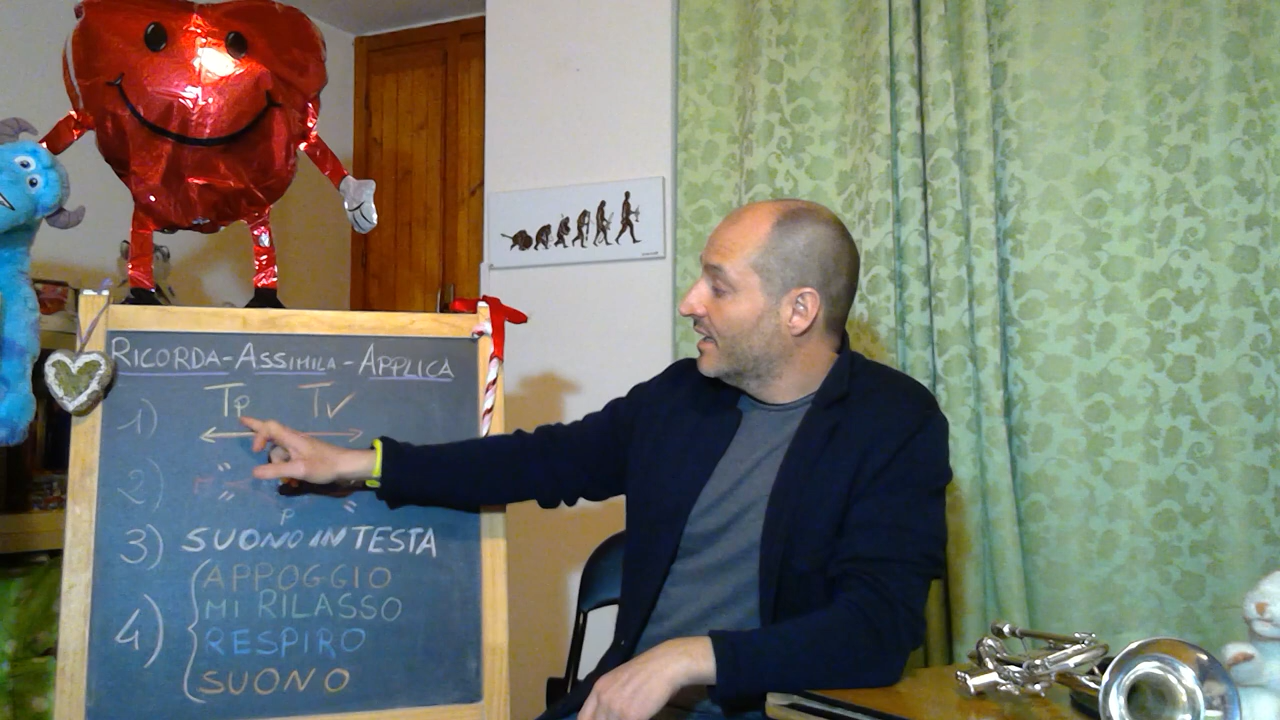 RICORDA-ASSIMILA-APPLICA
1) Tp Tv
2)
P
3) SUONO IN TESTA
4) APPOGGIO
MI RILASSO
RESPIRO
SUONO